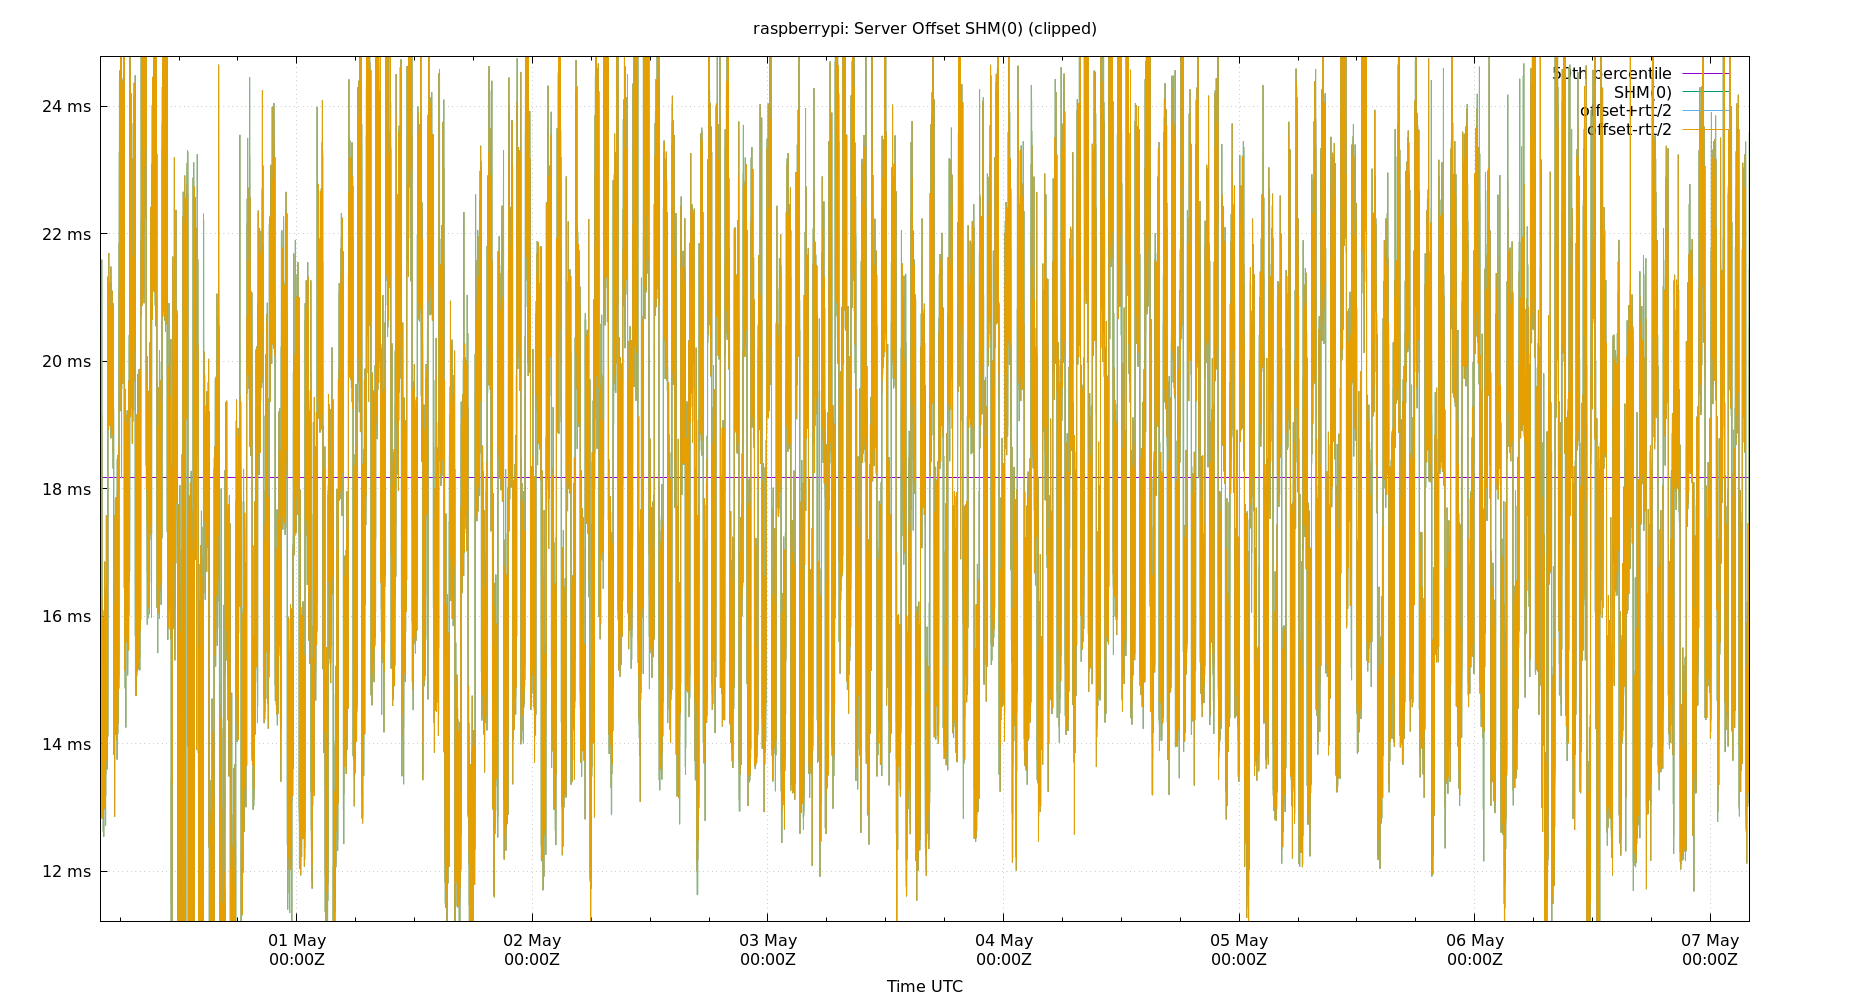 raspberrypi: Server Offset SHM(0) (clipped)
50th percentile
SHM(0)
offset+rtt/2
offset-rtt/2
24 ms
22 ms
20 ms
18 ms
16 ms
14 ms
12 ms
01 May 02 May 03 May 04 May 05 May 06 May 07 May
00:00Z 00:00Z 00:00Z 00:00Z 00:00Z 00:00Z 00:00Z
Time UTC